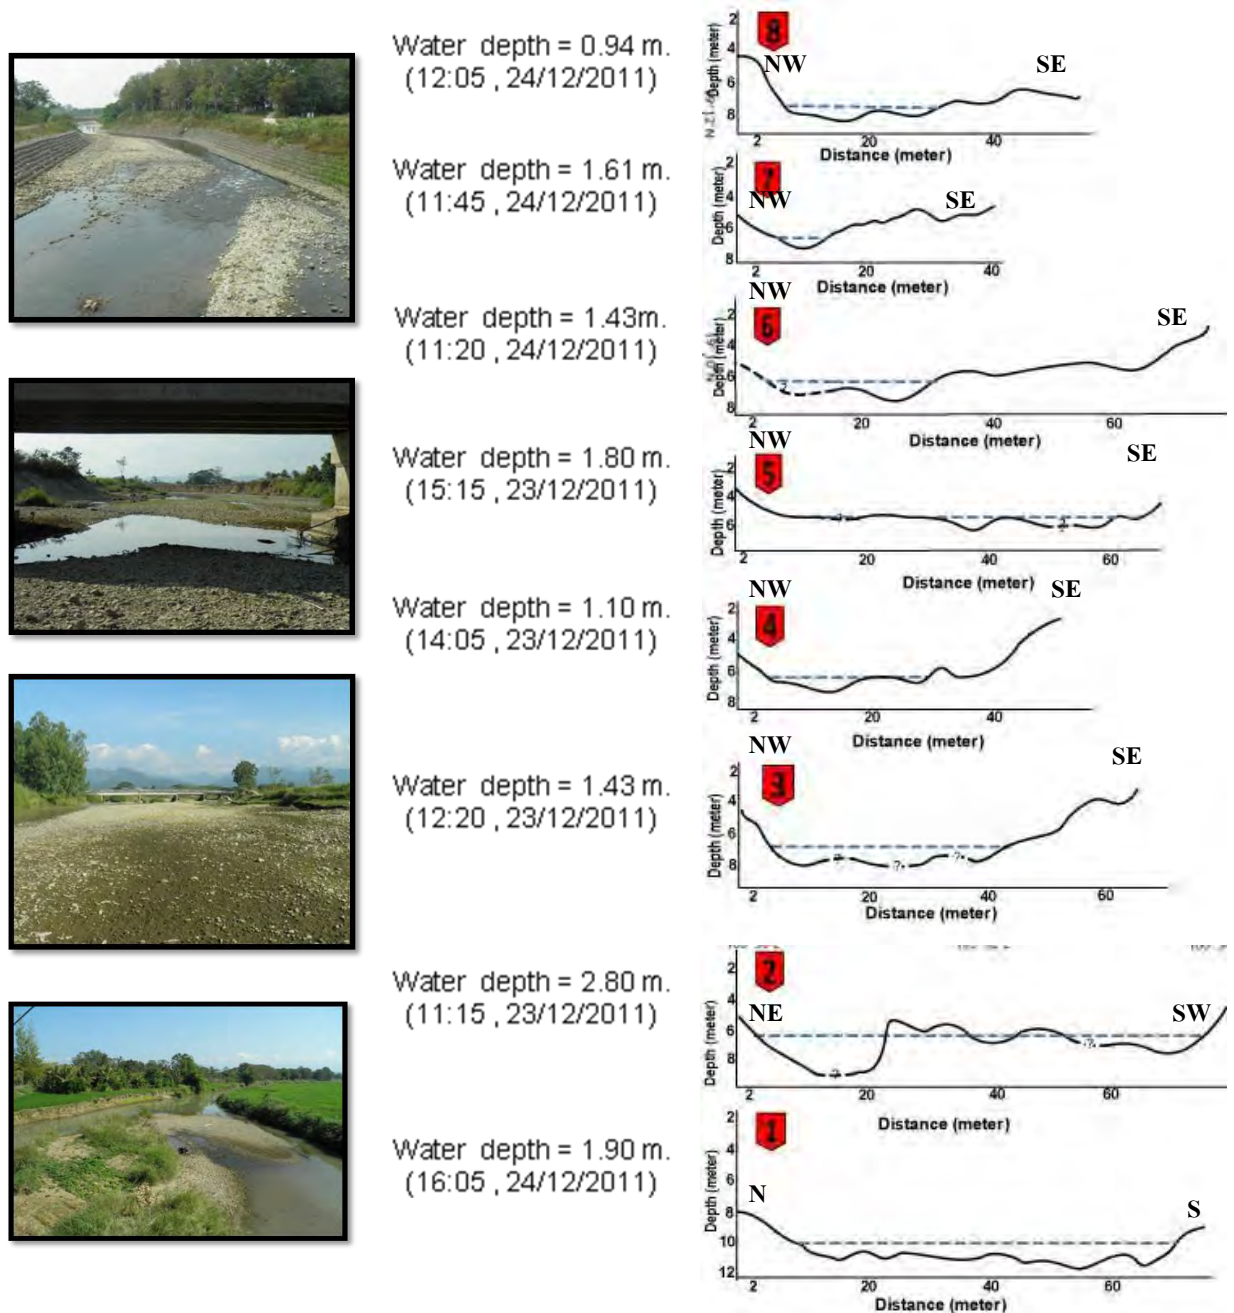 Water depth = 0.94 m.
(12:05 , 24/12/2011)
Water depth = 1.61 m.
(11:45 , 24/12/2011)
Water depth = 1.43m.
(11:20 , 24/12/2011)
Water depth = 1.80 m.
(15:15 , 23/12/2011)
Water depth = 1.10 m.
(14:05 , 23/12/2011)
Water depth = 1.43 m.
(12:20 , 23/12/2011)
Water depth = 2.80 m.
(11:15 , 23/12/2011)
Water depth = 1.90 m.
(16:05 , 24/12/2011)
8
NW
SE
2
4
6
8
Depth (meter)
2 20 40
Distance (meter)
7
NW
SE
2
4
6
8
Depth (meter)
2 20 40
Distance (meter)
NW
6
SE
2
4
6
8
Depth (meter)
?
2 20 40 60
Distance (meter)
NW
5
SE
2
4
6
Depth (meter)
? ?
2 20 40 60
Distance (meter)
NW
4
SE
2
4
6
8
Depth (meter)
2 20 40
Distance (meter)
NW
3
SE
2
4
6
8
Depth (meter)
? ? ?
2 20 40 60
Distance (meter)
2
NE
SW
2
4
6
8
Depth (meter)
? ?
2 20 40 60
Distance (meter)
1
N
S
2
4
6
8
10
12
Depth (meter)
2 20 40 60
Distance (meter)